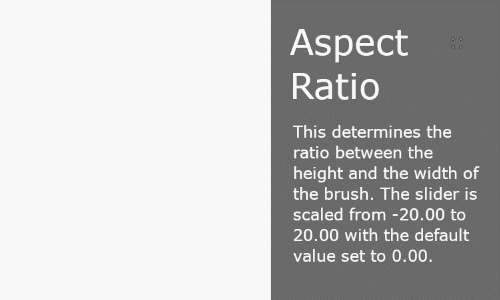 Aspect
Ratio
This determines the
ratio between the
height and the width of
the brush. The slider is
scaled from -20.00 to
20.00 with the default
value set to 0.00.